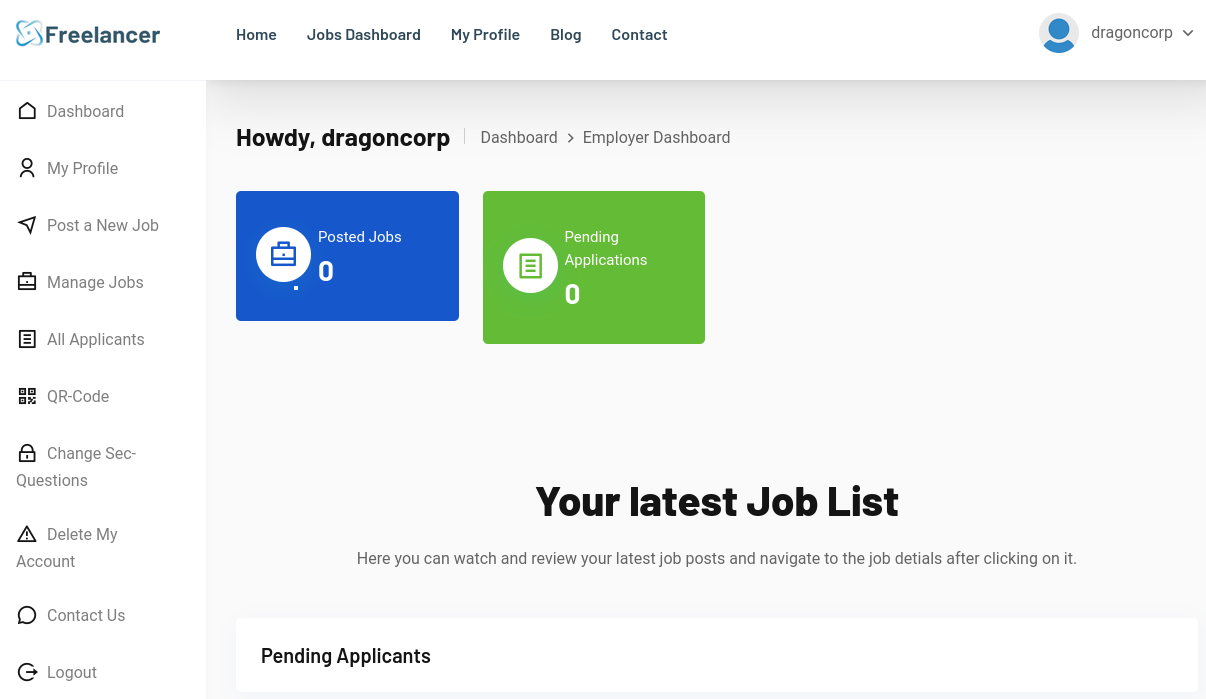 Freelancer
Home Jobs Dashboard My Profile Blog Contact
dragoncorp
Dashboard
My Profile
Post a New Job
Manage Jobs
All Applicants
QR-Code
Change Sec-
Questions
Delete My
Account
Contact Us
Logout
Howdy, dragoncorp
Dashboard > Employer Dashboard
Posted Jobs
0
Pending
Applications
0
Your latest Job List
Here you can watch and review your latest job posts and navigate to the job detials after clicking on it.
Pending Applicants